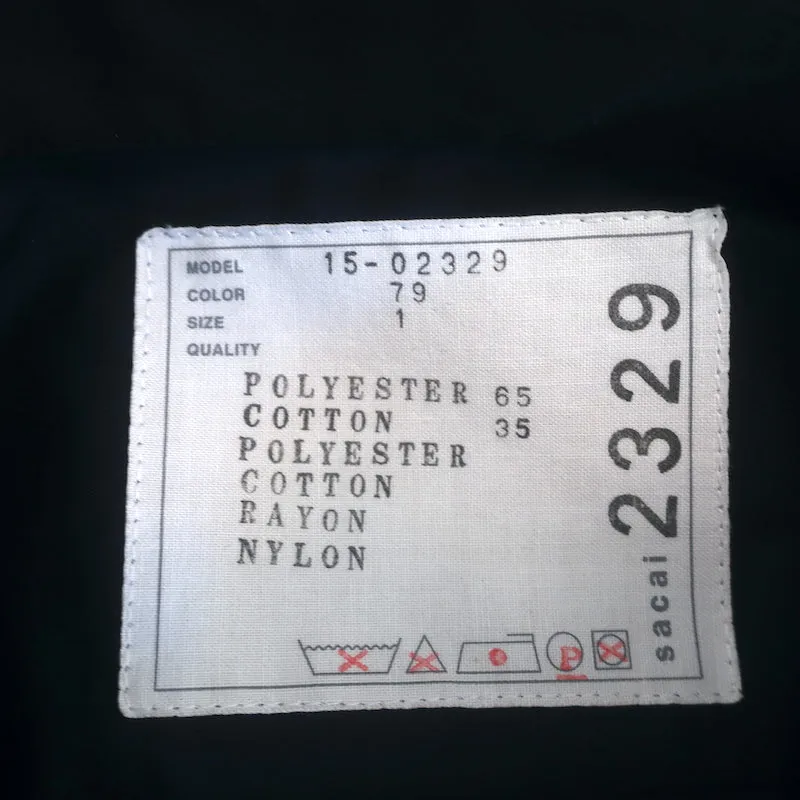 MODEL 15-02329
COLOR 79
SIZE 1
QUALITY
POLYESTER 65
COTTON 35
POLYESTER
COTTON
RAYON
NYLON
P
sacai 2329